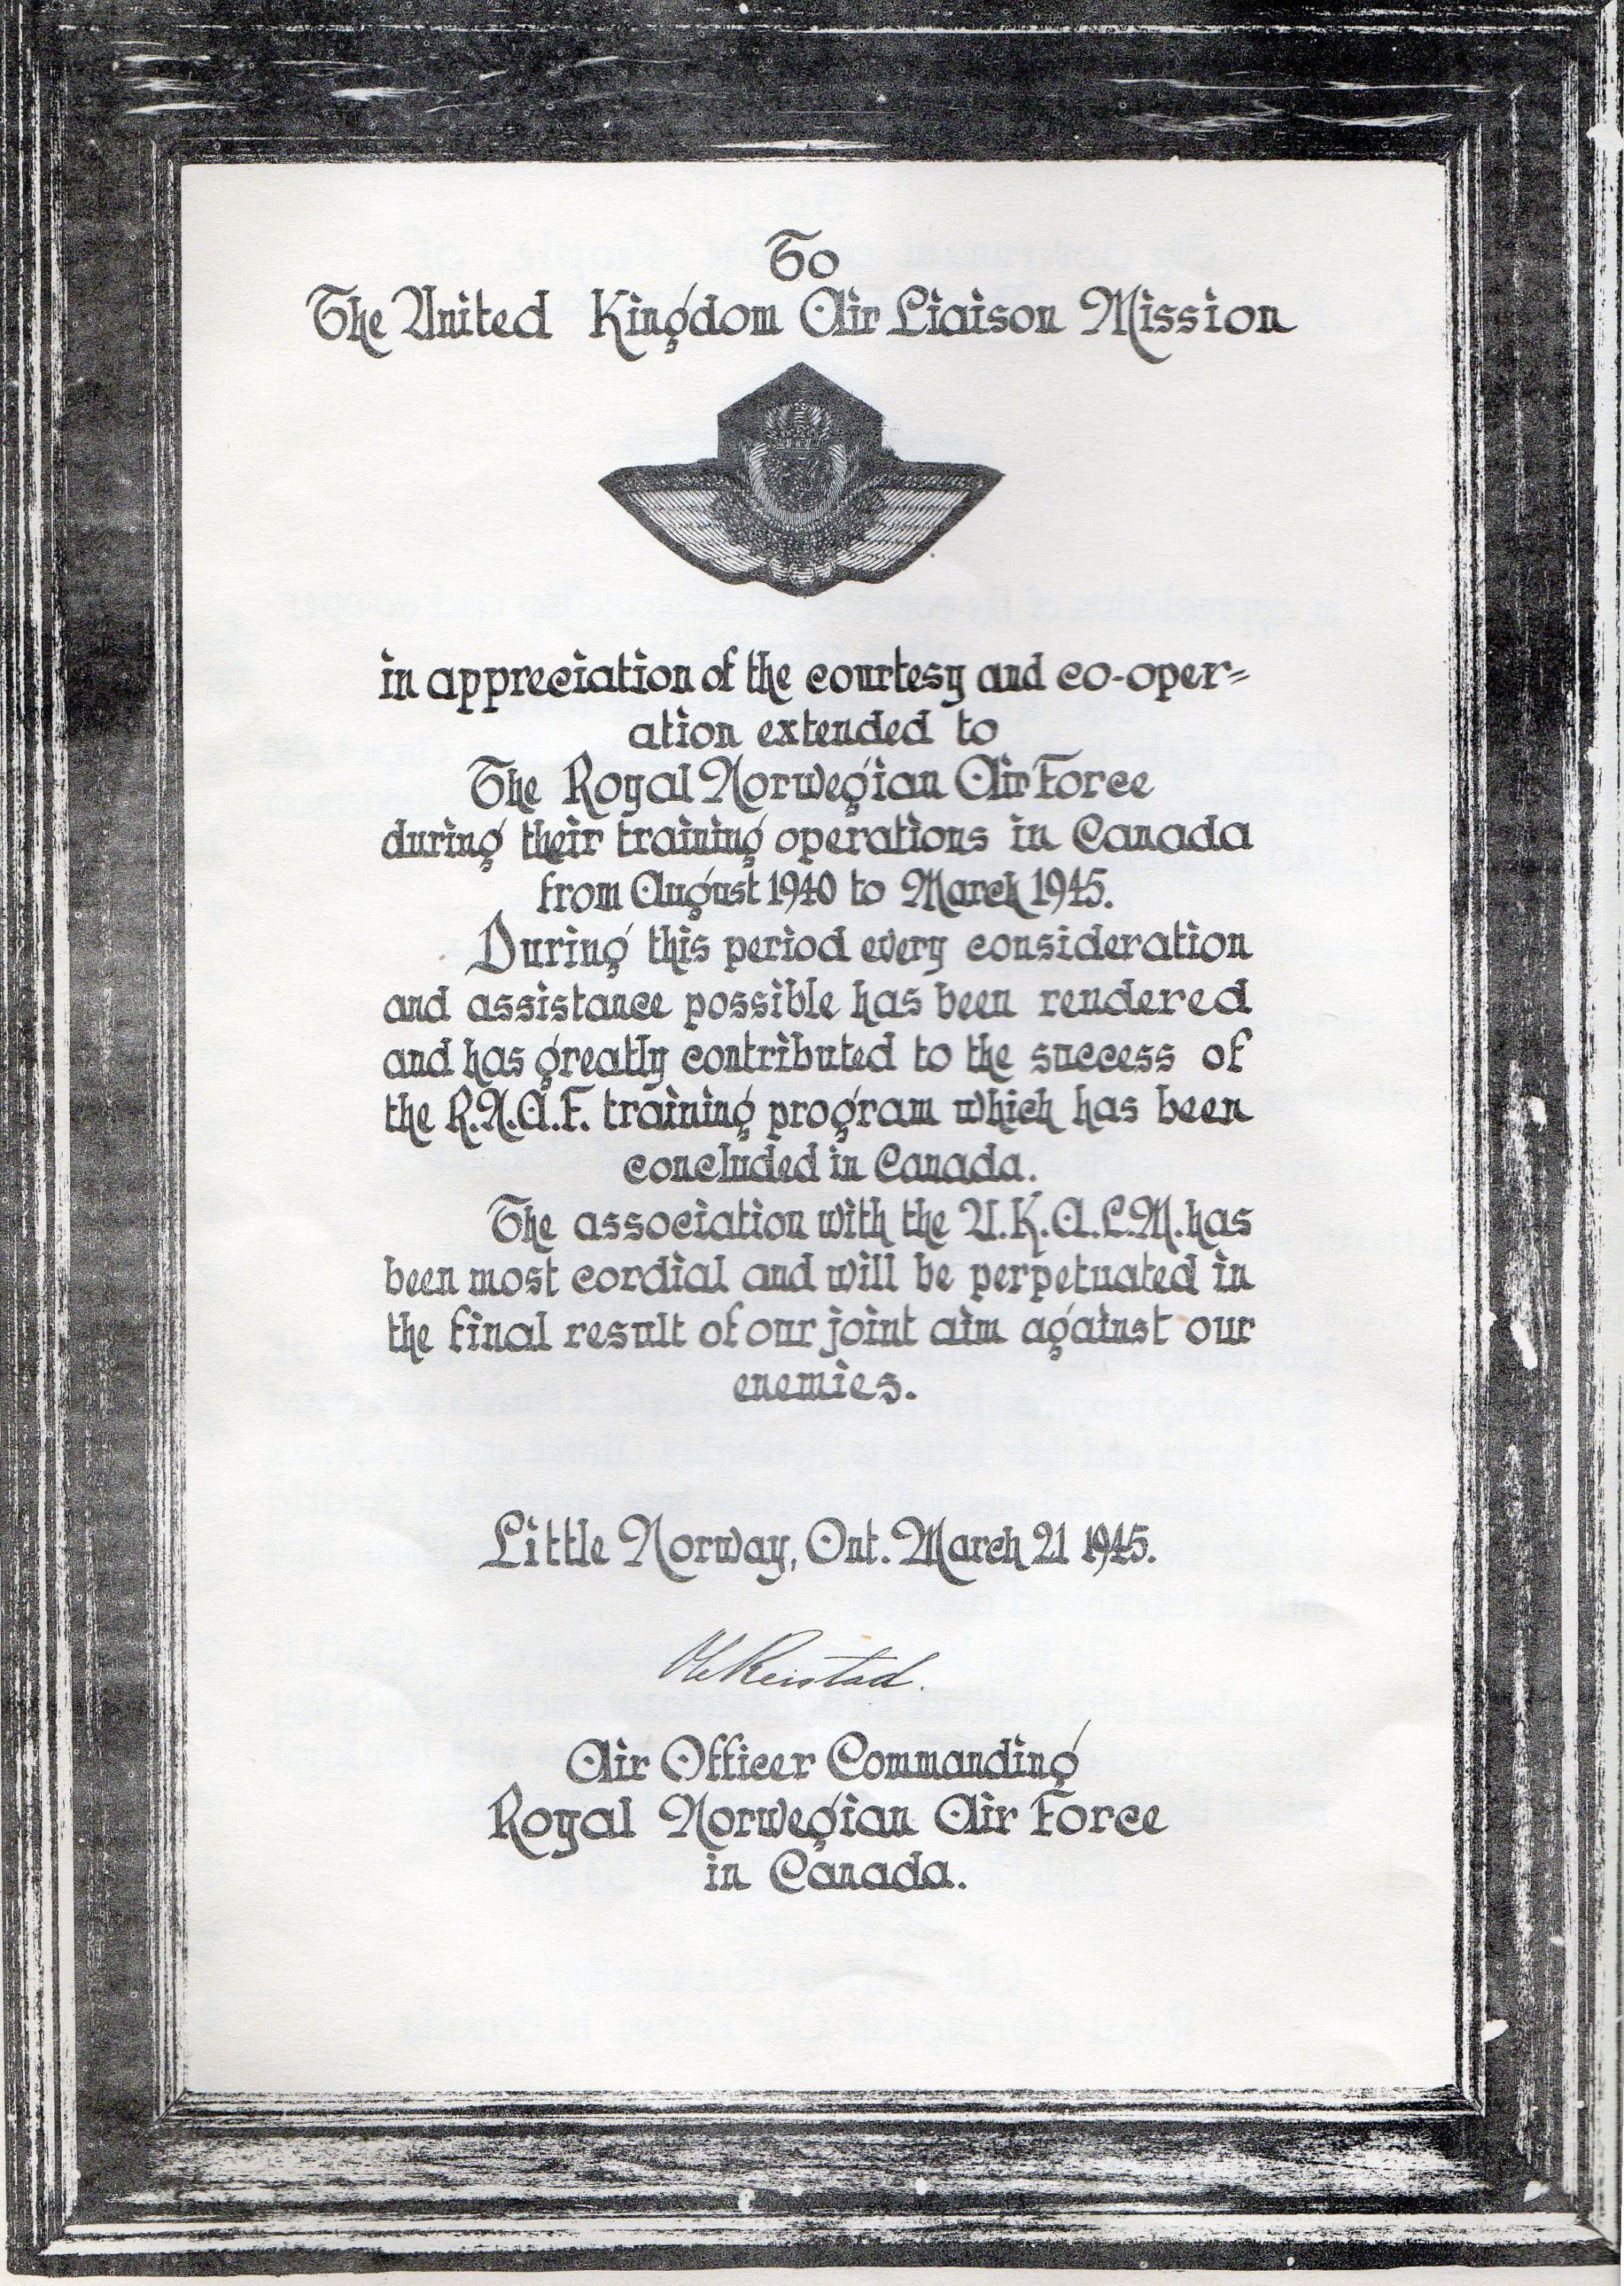 To
The United Kingdom Air Liaison Mission
in appreciation of the courtesy and co-oper=
ation extended to
The Royal Norwegian Air Force
during their training operations in Canada
from August 1940 to March 1945.
During this period every consideration
and assistance possible has been rendered
and has greatly contributed to the success of
the R.N.A.F. training program which has been
concluded in Canada.
The association with the U.K.A.L.M. has
been most cordial and will be perpetuated in
the final result of our joint aim against our
enemies.
Little Norway, Ont. March 21 1945.
Ole Reistad.
Air Officer Commanding
Royal Norwegian Air Force
in Canada.